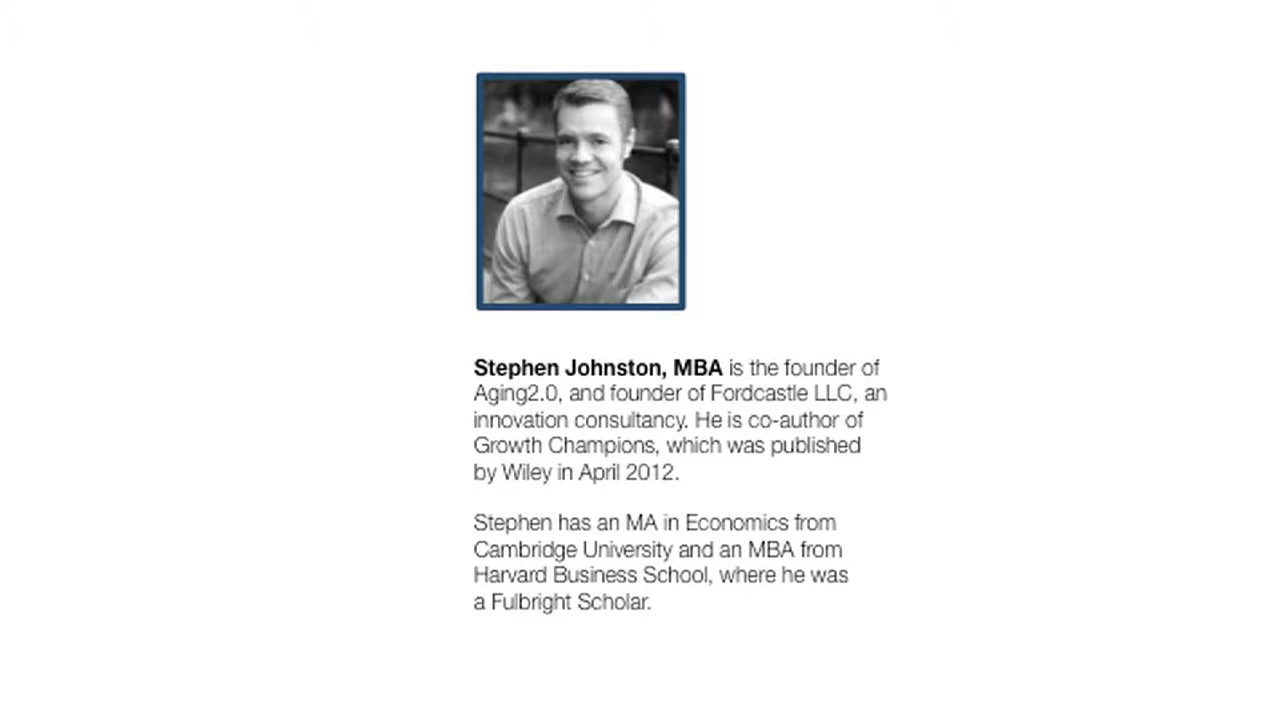 Stephen Johnston, MBA is the founder of
Aging2.0, and founder of Fordcastle LLC, an
innovation consultancy. He is co-author of
Growth Champions, which was published
by Wiley in April 2012.
Stephen has an MA in Economics from
Cambridge University and an MBA from
Harvard Business School, where he was
a Fulbright Scholar.